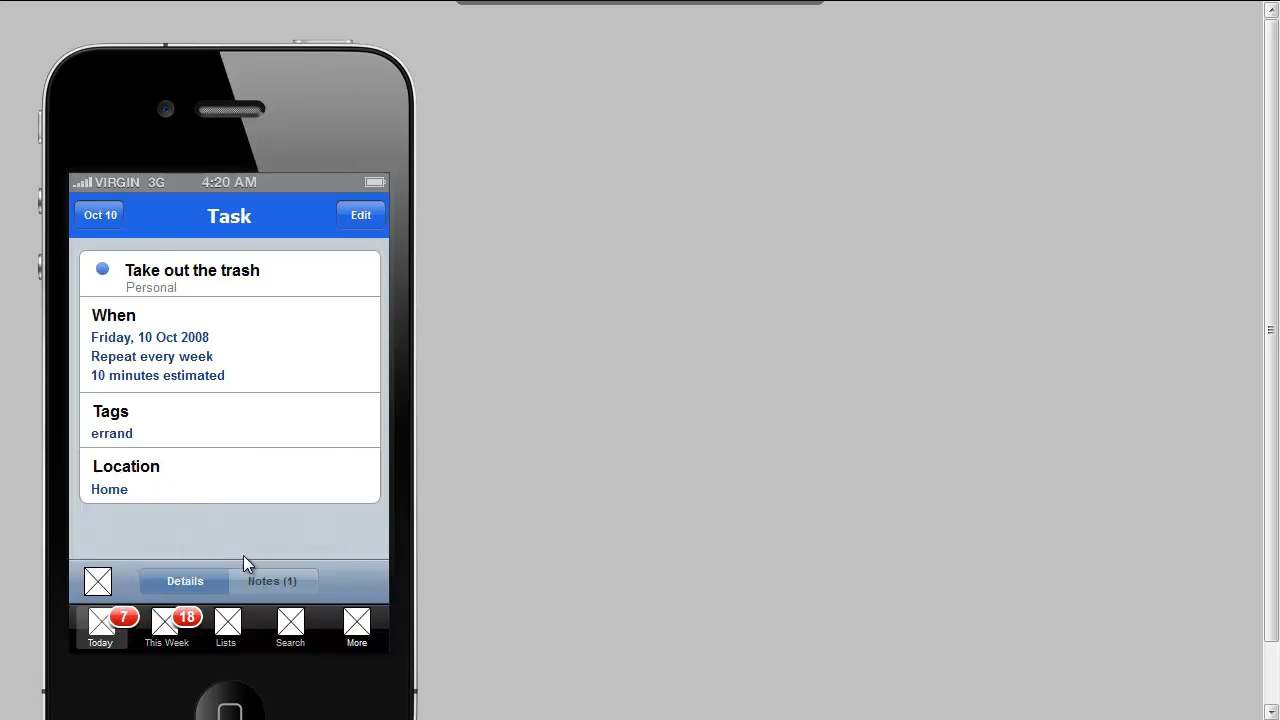 VIRGIN 3G 4:20 AM
Oct 10 Task Edit
Take out the trash
Personal
When
Friday, 10 Oct 2008
Repeat every week
10 minutes estimated
Tags
errand
Location
Home
Details Notes (1)
7 18
Today This Week Lists Search More